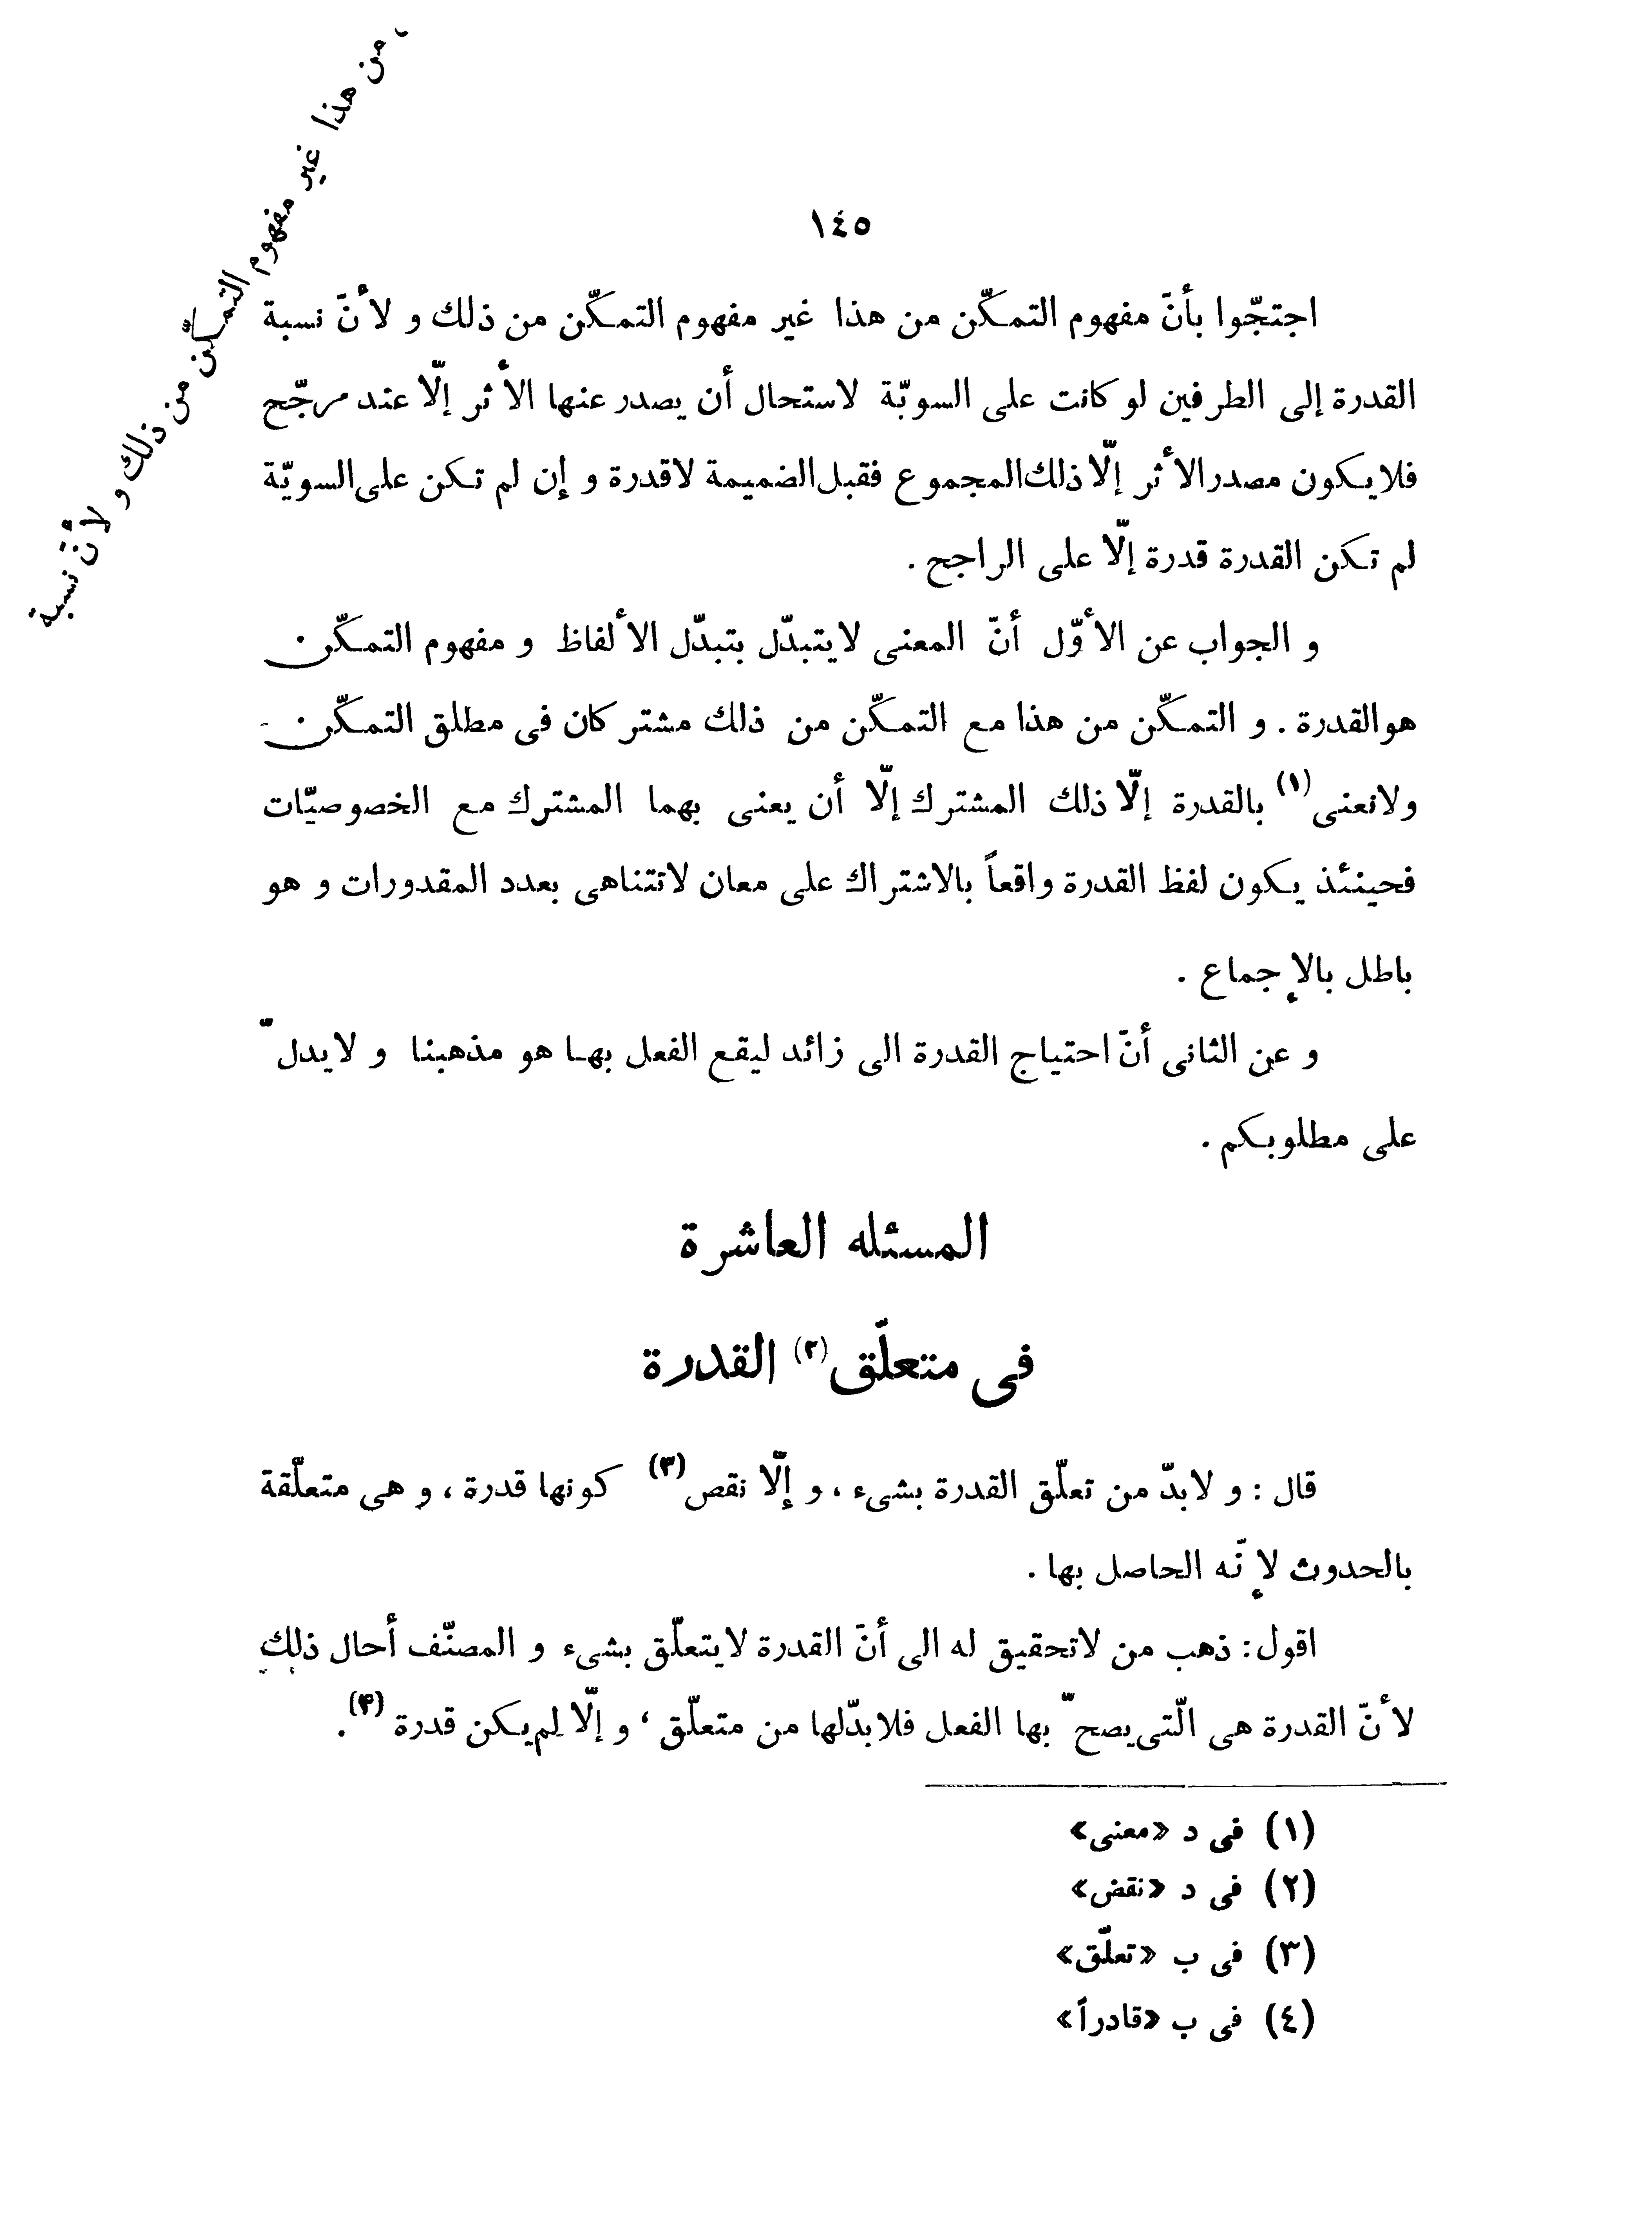 من هذا غير مفهوم التمكّن من ذلك و لأنّ نسبة
١٤٥
اجتجّوا بأنّ مفهوم التمكّن من هذا غير مفهوم التمكّن من ذلك و لأنّ نسبة
القدرة إلى الطرفين لو كانت على السويّة لاستحال أن يصدر عنها الأثر إلّا عند مرجّح
فلايكون مصدر الأثر إلّا ذلك المجموع فقبل الضميمة لاقدرة و إن لم تكن على السويّة
لم تكن القدرة قدرة إلّا على الراجح .
و الجواب عن الأوّل أنّ المعنى لايتبدّل بتبدّل الألفاظ و مفهوم التمكّن
هو القدرة . و التمكّن من هذا مع التمكّن من ذلك مشتركان فى مطلق التمكّن
ولانعنى(١) بالقدرة إلّا ذلك المشترك إلّا أن يعنى بهما المشترك مع الخصوصيّات
فحينئذ يكون لفظ القدرة واقعاً بالاشتراك على معان لاتتناهى بعدد المقدورات و هو
باطل بالإجماع .
و عن الثانى أنّ احتياج القدرة الى زائد ليقع الفعل بها هو مذهبنا و لايدلّ
على مطلوبكم .
المسئله العاشرة
فى متعلّق(٢) القدرة
قال : و لابدّ من تعلّق القدرة بشىء ، و إلّا نقص(٣) كونها قدرة ، و هى متعلّقة
بالحدوث لإنّه الحاصل بها .
اقول : ذهب من لاتحقيق له الى أنّ القدرة لايتعلّق بشىء و المصنّف أحال ذلك
لأنّ القدرة هى الّتى يصحّ بها الفعل فلابدّلها من متعلّق ، و إلّا لم يكن قدرة (۴).
(١) فى د «معنى»
(٢) فى د «نقض»
(٣) فى ب «تعلّق»
(٤) فى ب «قادراً»